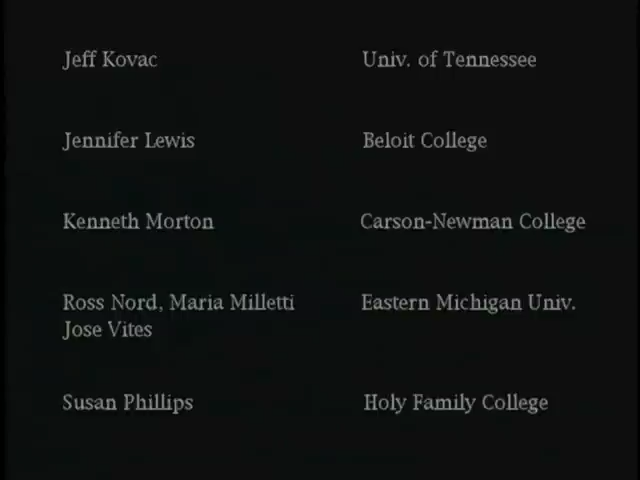 Jeff Kovac Univ. of Tennessee
Jennifer Lewis Beloit College
Kenneth Morton Carson-Newman College
Ross Nord, Maria Milletti Eastern Michigan Univ.
Jose Vites
Susan Phillips Holy Family College